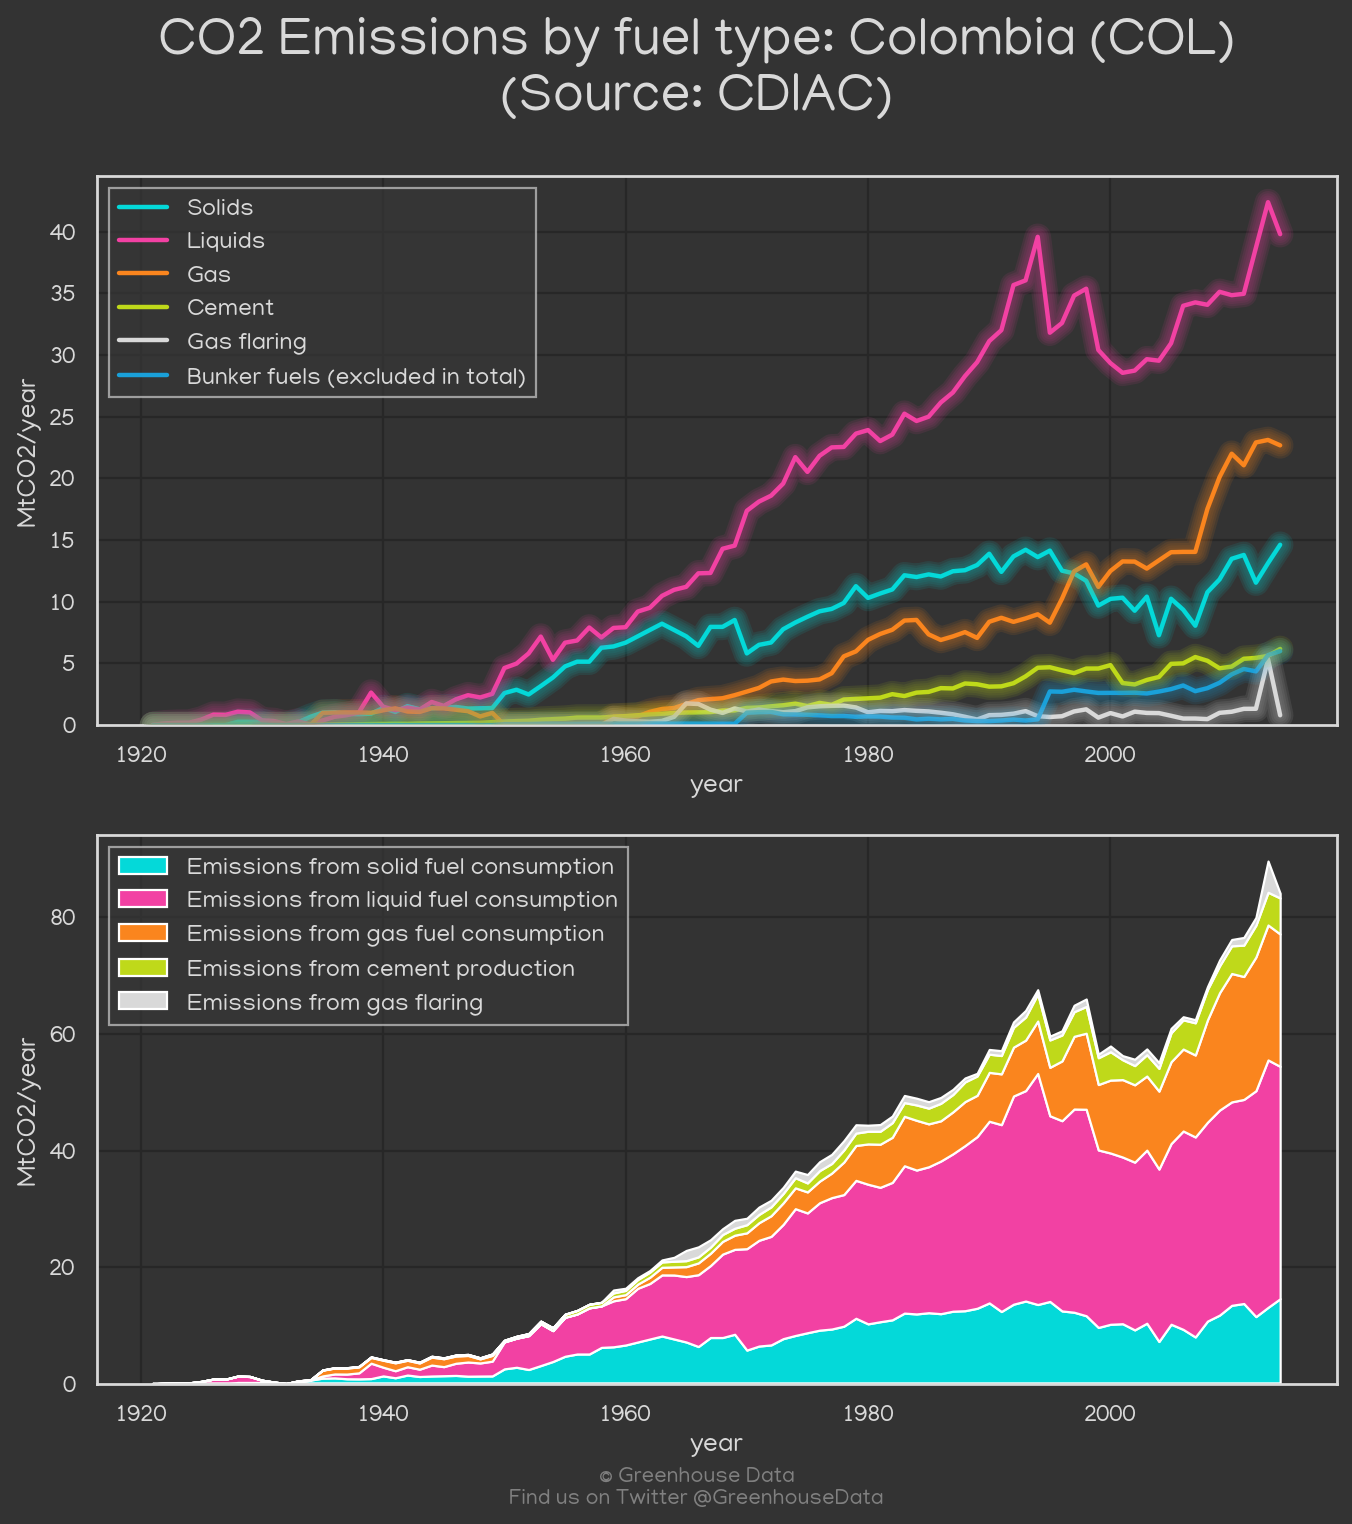 CO2 Emissions by fuel type: Colombia (COL)
(Source: CDIAC)
Solids
Liquids
Gas
Cement
Gas flaring
Bunker fuels (excluded in total)
MtCO2/year
40
35
30
25
20
15
10
5
0
1920 1940 1960 1980 2000
year
Emissions from solid fuel consumption
Emissions from liquid fuel consumption
Emissions from gas fuel consumption
Emissions from cement production
Emissions from gas flaring
MtCO2/year
80
60
40
20
0
1920 1940 1960 1980 2000
year
© Greenhouse Data
Find us on Twitter @GreenhouseData